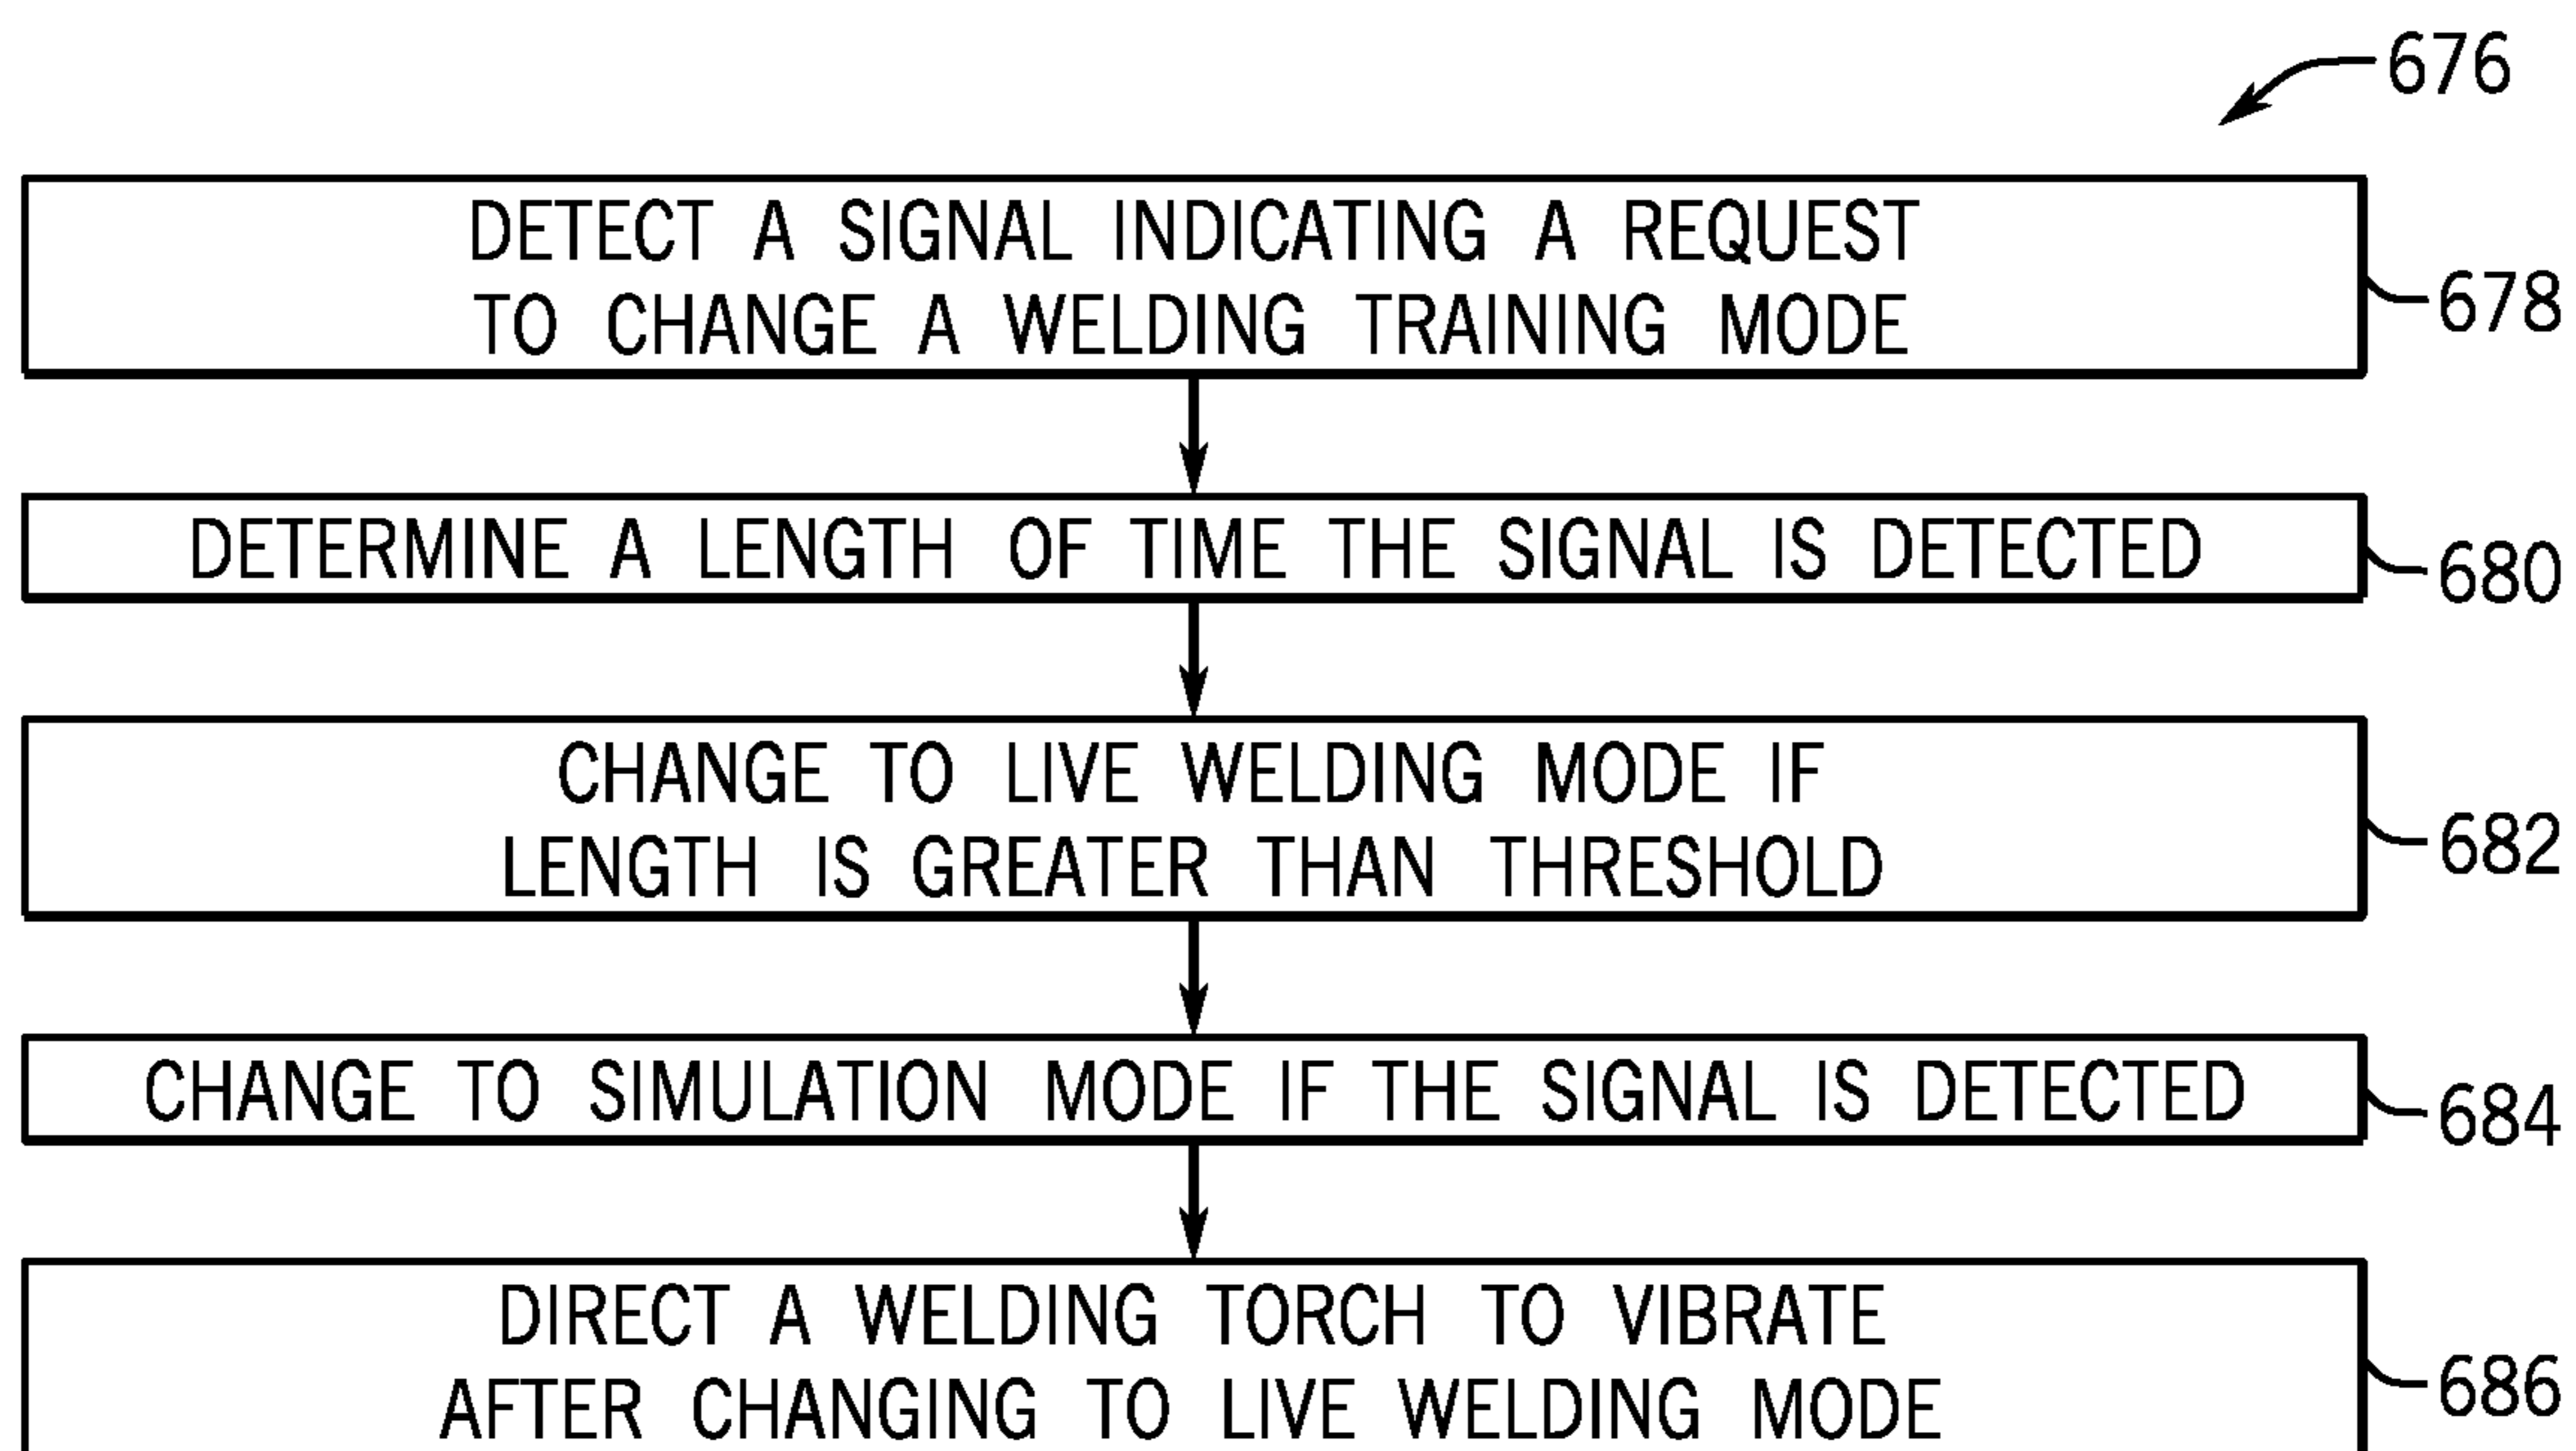 676
DETECT A SIGNAL INDICATING A REQUEST
TO CHANGE A WELDING TRAINING MODE
678
DETERMINE A LENGTH OF TIME THE SIGNAL IS DETECTED
680
CHANGE TO LIVE WELDING MODE IF
LENGTH IS GREATER THAN THRESHOLD
682
CHANGE TO SIMULATION MODE IF THE SIGNAL IS DETECTED
684
DIRECT A WELDING TORCH TO VIBRATE
AFTER CHANGING TO LIVE WELDING MODE
686